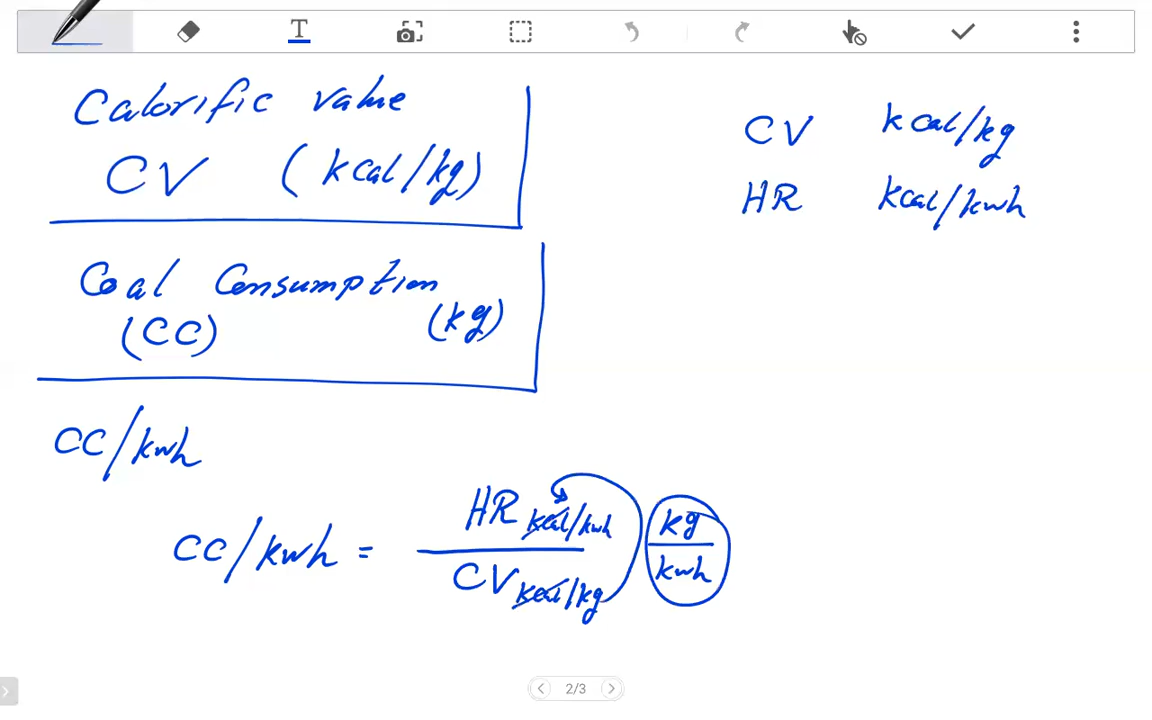 T
Calorific value
CV (kcal/kg)
CV kcal/kg
HR kcal/kwh
Coal Consumption
(CC) (kg)
CC/kwh
CC/kwh = HR kcal/kwh / CV kcal/kg kg/kwh
2/3